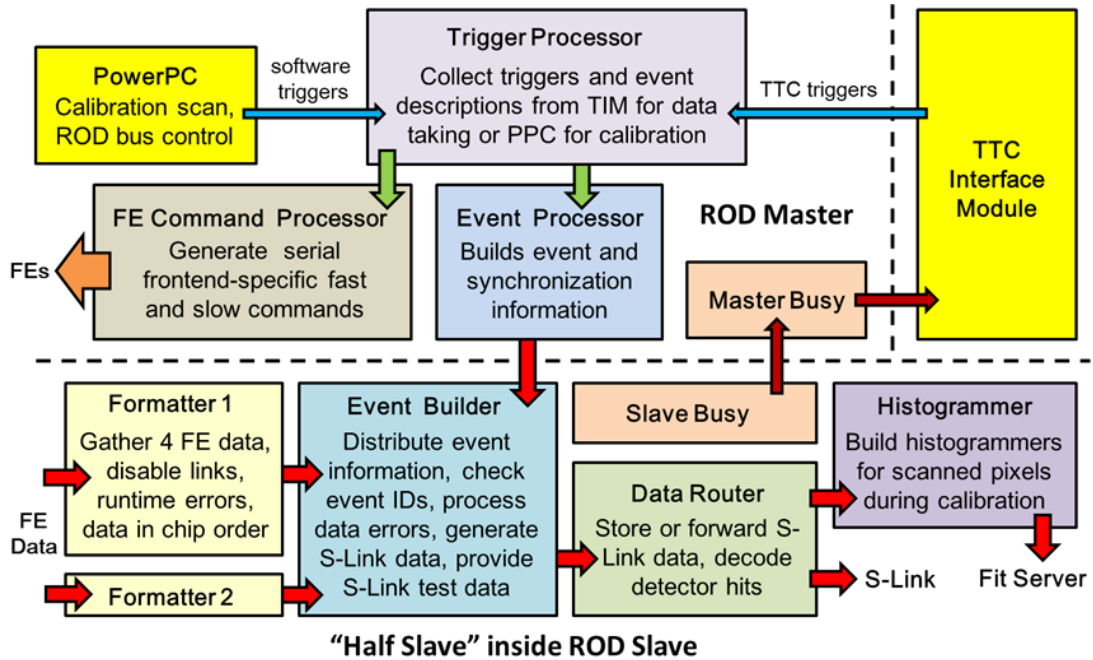 PowerPC
Calibration scan,
ROD bus control
software
triggers
Trigger Processor
Collect triggers and event
descriptions from TIM for data
taking or PPC for calibration
TTC triggers
TTC
Interface
Module
FEs
FE Command Processor
Generate serial
frontend-specific fast
and slow commands
Event Processor
Builds event and
synchronization
information
ROD Master
Master Busy
Formatter 1
Gather 4 FE data,
disable links,
runtime errors,
data in chip order
FE
Data
Formatter 2
Event Builder
Distribute event
information, check
event IDs, process
data errors, generate
S-Link data, provide
S-Link test data
Slave Busy
Data Router
Store or forward S-
Link data, decode
detector hits
Histogrammer
Build histogrammers
for scanned pixels
during calibration
S-Link
Fit Server
“Half Slave” inside ROD Slave